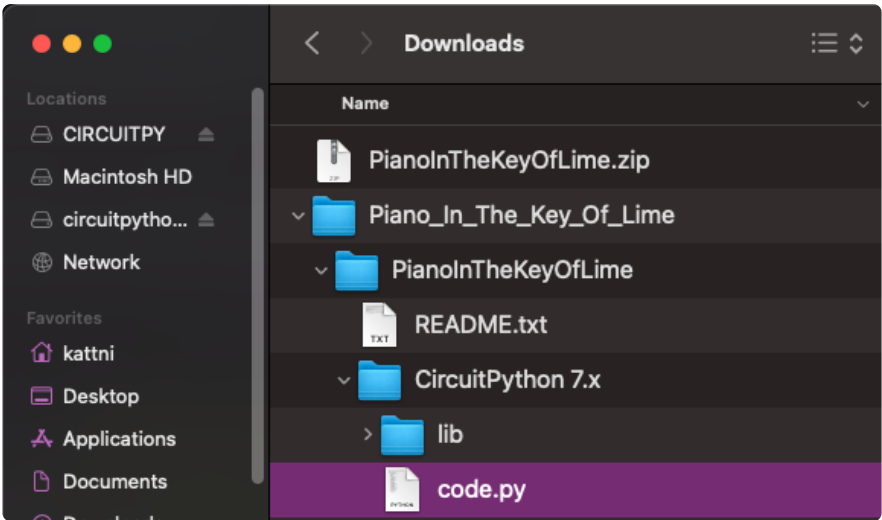 Downloads
Locations
CIRCUITPY
Macintosh HD
circuitpytho...
Network
Favorites
kattni
Desktop
Applications
Documents
Name
PianoInTheKeyOfLime.zip
ZIP
Piano_In_The_Key_Of_Lime
PianoInTheKeyOfLime
README.txt
TXT
CircuitPython 7.x
lib
code.py
PYTHON